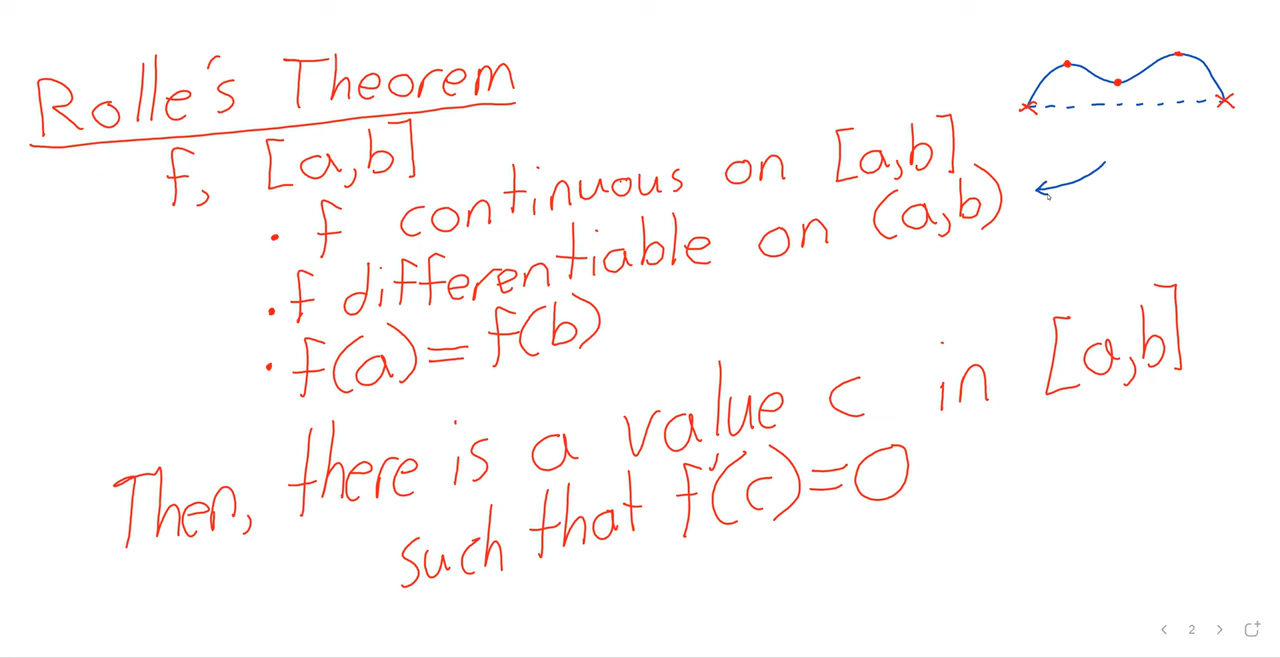 Rolle's Theorem
f, [a,b]
• f continuous on [a,b]
• f differentiable on (a,b)
• f(a)=f(b)
Then, there is a value c in [a,b]
such that f'(c)=0
< 2 >